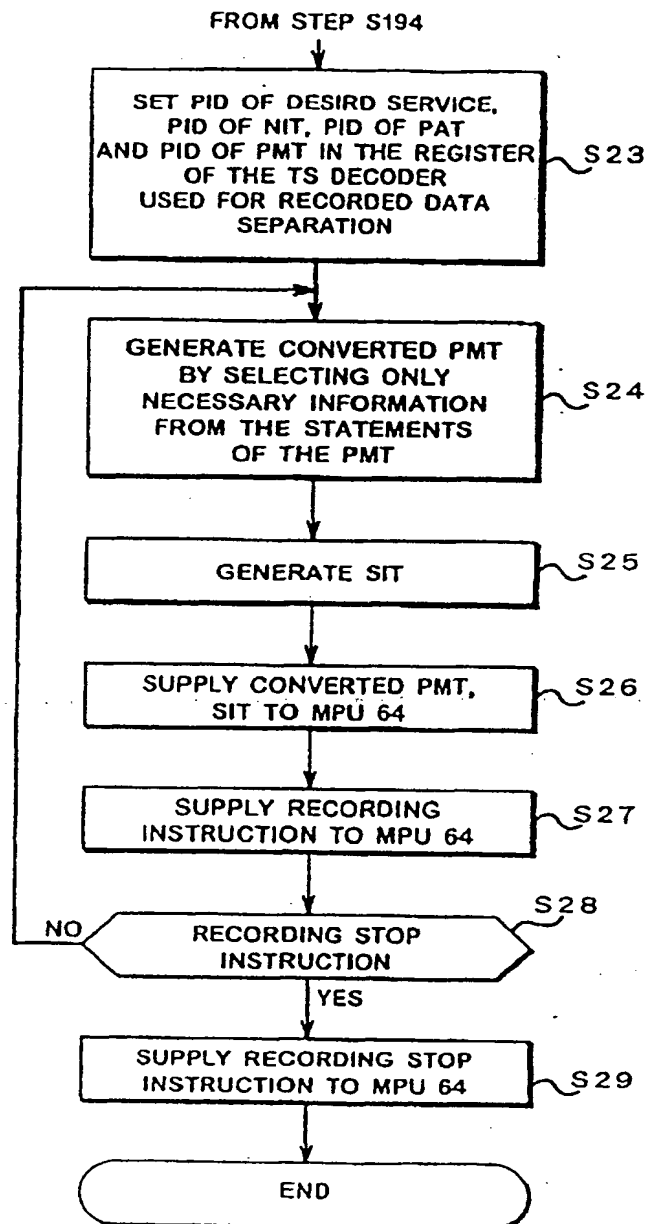 FROM STEP S194
SET PID OF DESIRD SERVICE,
PID OF NIT, PID OF PAT
AND PID OF PMT IN THE REGISTER
OF THE TS DECODER
USED FOR RECORDED DATA
SEPARATION
S23
GENERATE CONVERTED PMT
BY SELECTING ONLY
NECESSARY INFORMATION
FROM THE STATEMENTS
OF THE PMT
S24
GENERATE SIT
S25
SUPPLY CONVERTED PMT,
SIT TO MPU 64
S26
SUPPLY RECORDING
INSTRUCTION TO MPU 64
S27
S28
NO
RECORDING STOP
INSTRUCTION
YES
SUPPLY RECORDING STOP
INSTRUCTION TO MPU 64
S29
END